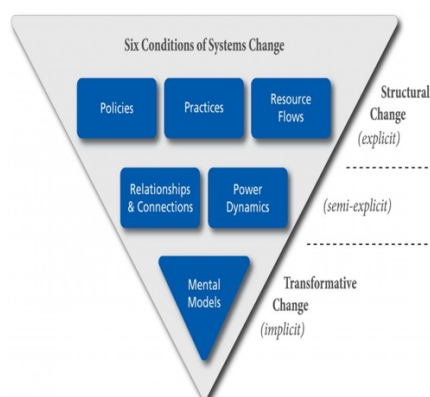 Six Conditions of Systems Change
Policies
Practices
Resource
Flows
Structural
Change
(explicit)
Relationships
& Connections
Power
Dynamics
(semi-explicit)
Mental
Models
Transformative
Change
(implicit)